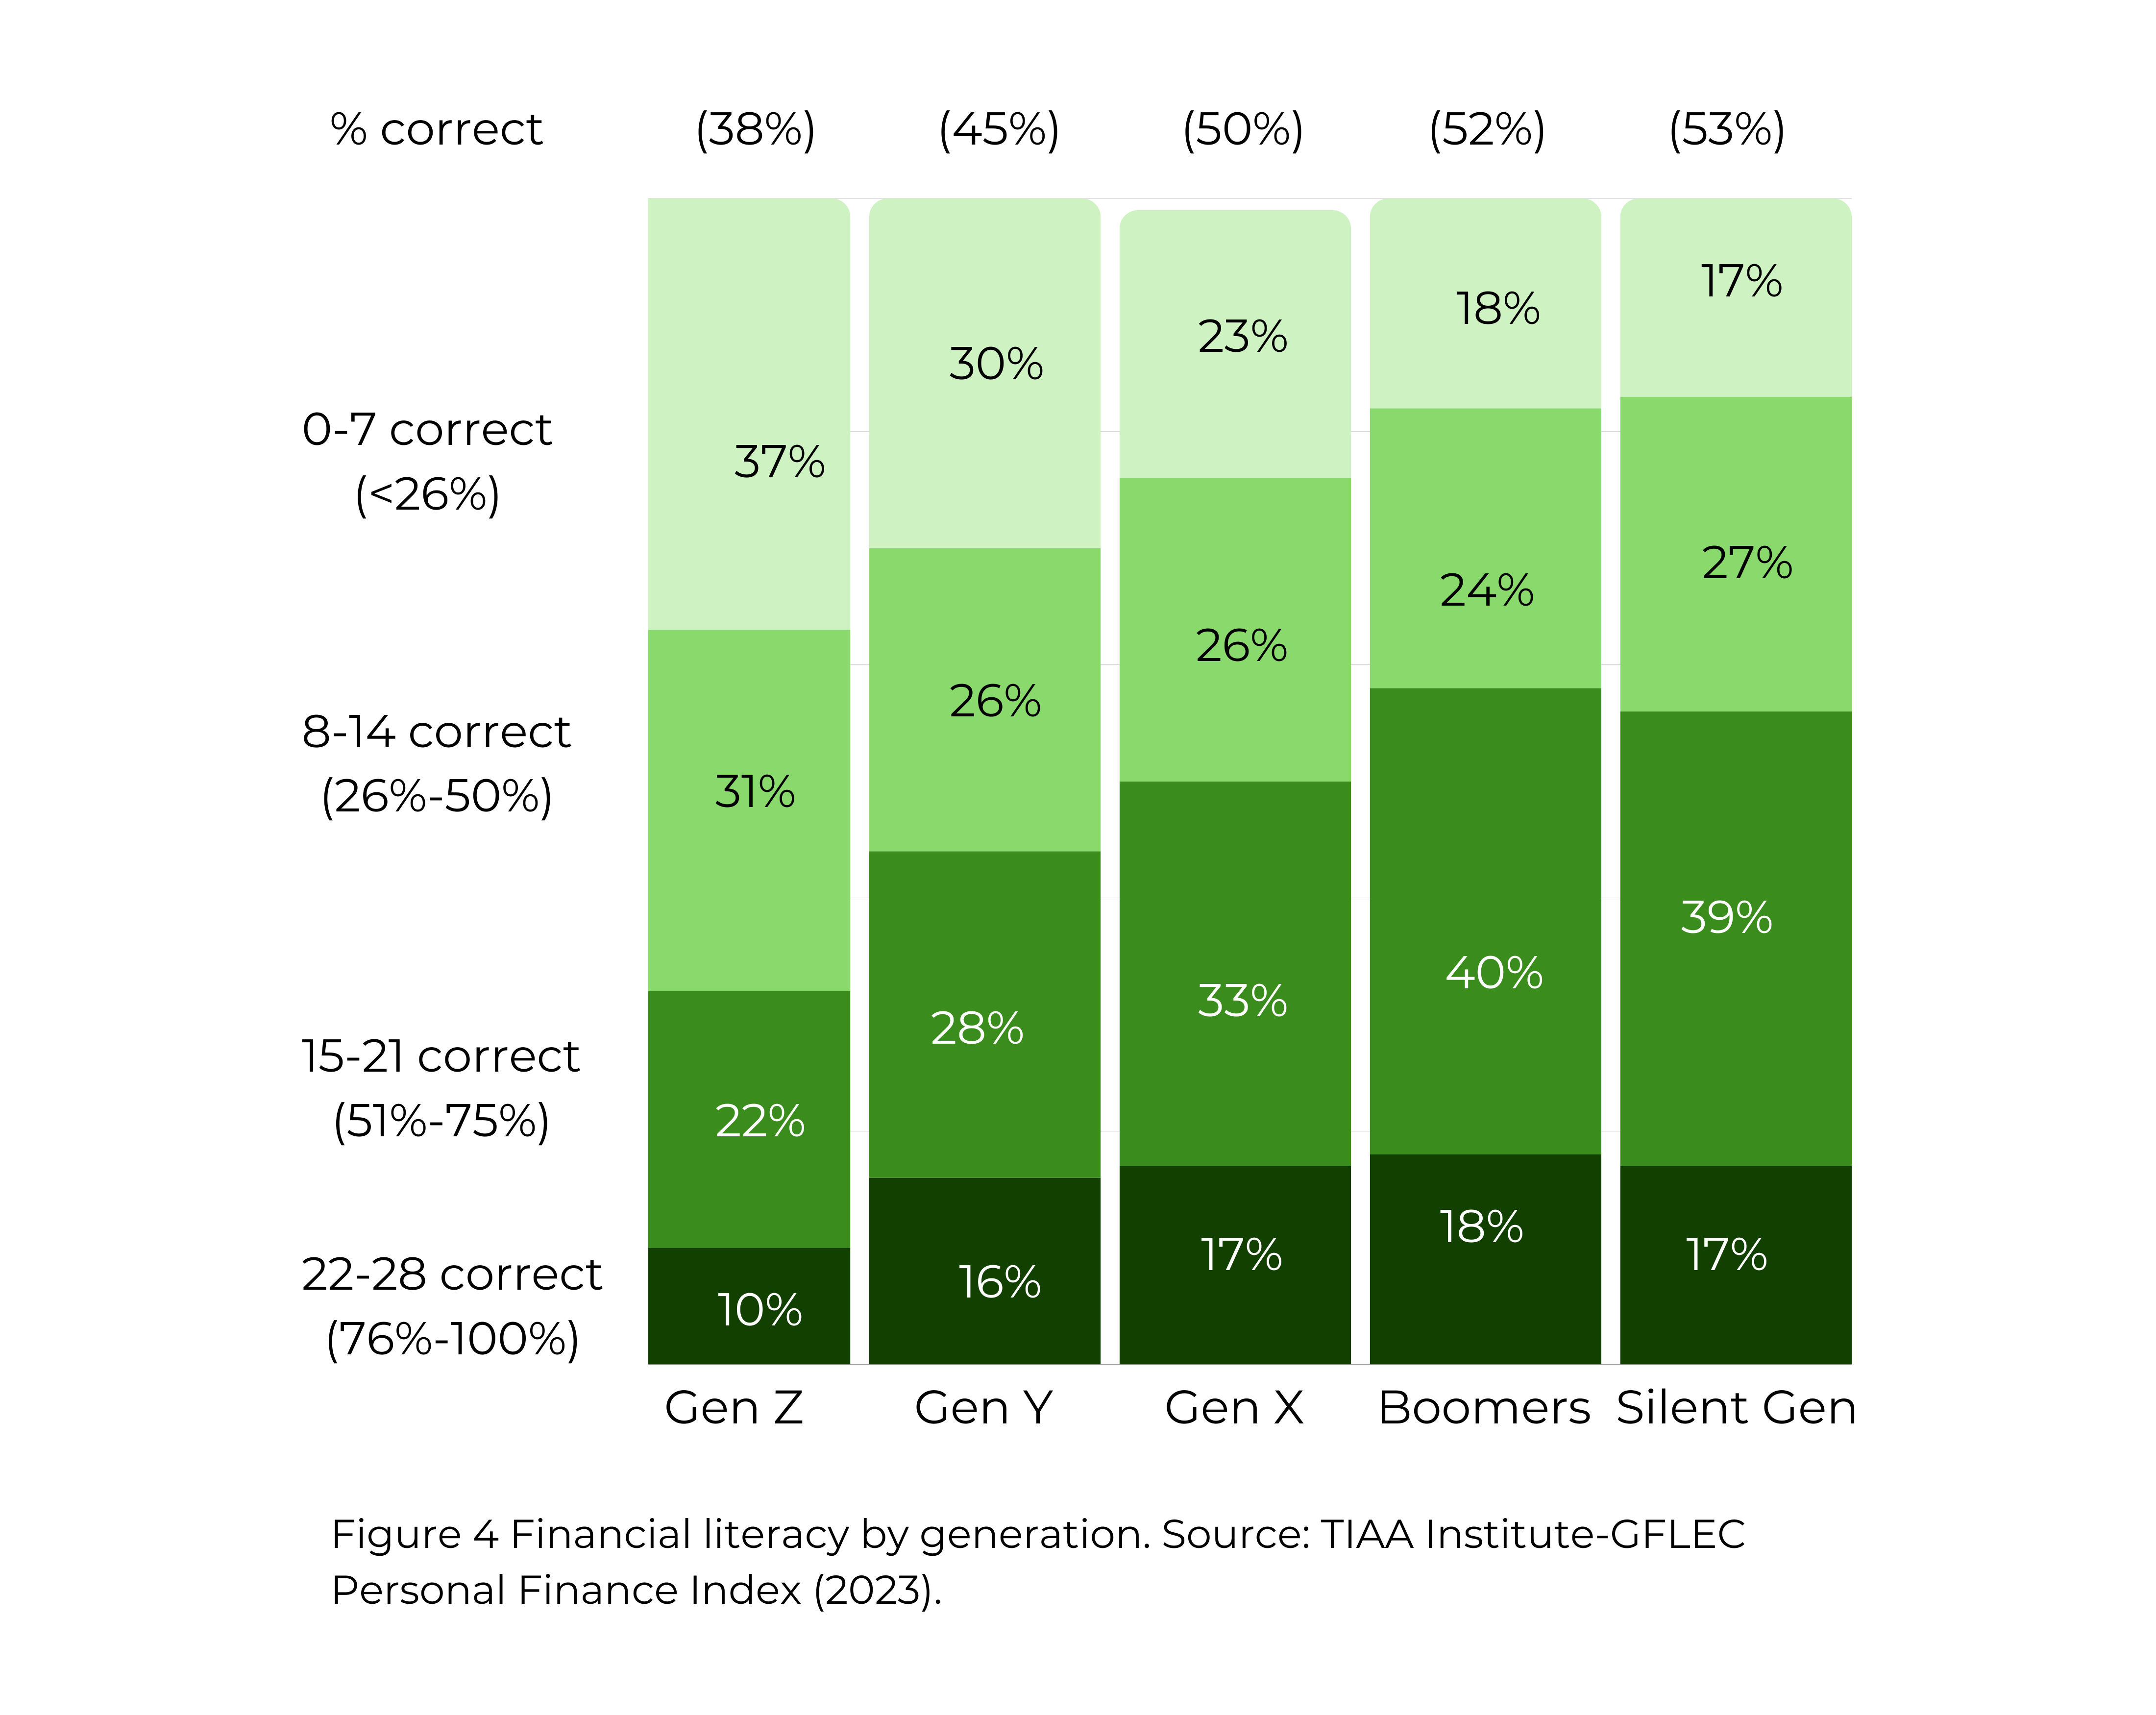 % correct (38%) (45%) (50%) (52%) (53%)
0-7 correct
(<26%)
37% 30% 23% 18% 17%
8-14 correct
(26%-50%)
31% 26% 26% 24% 27%
15-21 correct
(51%-75%)
22% 28% 33% 40% 39%
22-28 correct
(76%-100%)
10% 16% 17% 18% 17%
Gen Z Gen Y Gen X Boomers Silent Gen
Figure 4 Financial literacy by generation. Source: TIAA Institute-GFLEC
Personal Finance Index (2023).